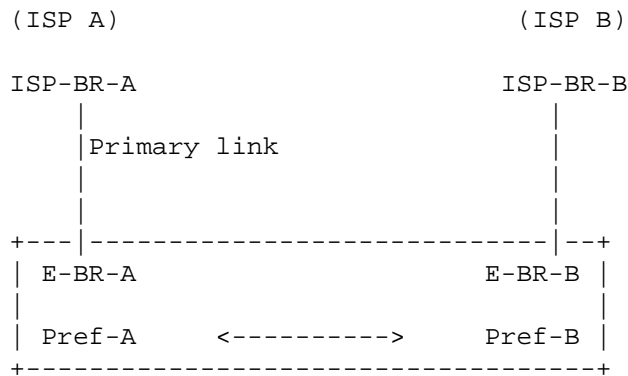 (ISP A) (ISP B)
ISP-BR-A ISP-BR-B
Primary link
E-BR-A E-BR-B
Pref-A <----------> Pref-B